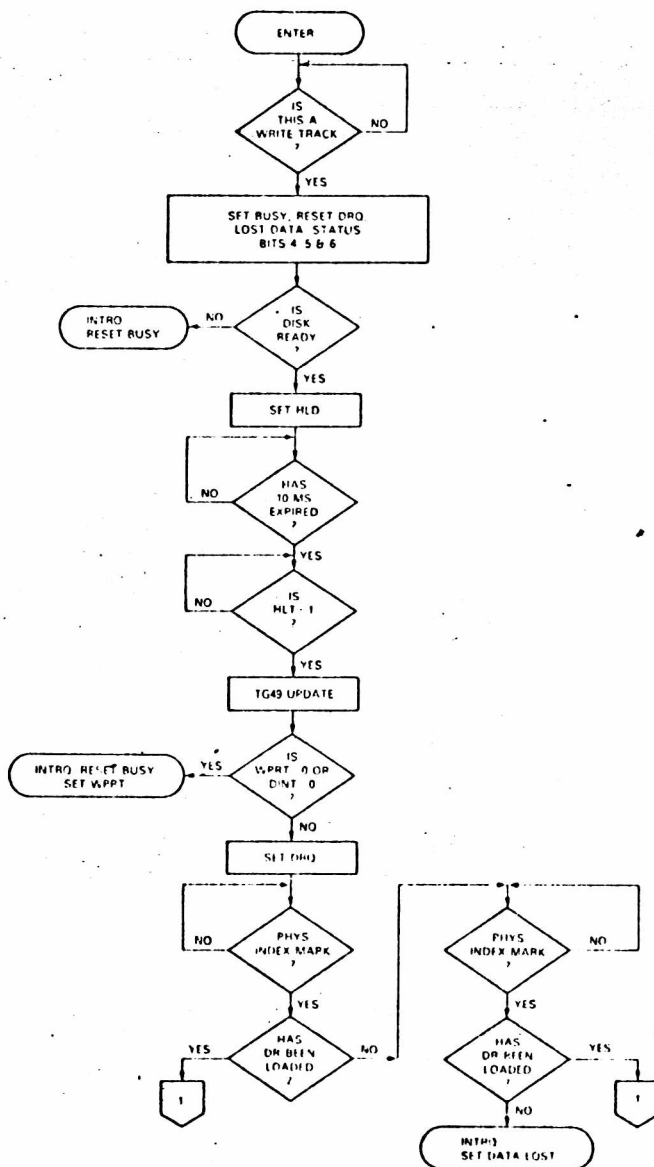 ENTER
IS
THIS A
WRITE TRACK
?
NO
YES
SET BUSY, RESET DRQ,
LOST DATA, STATUS
BITS 4, 5 & 6
IS
DISK
READY
?
NO
INTRQ
RESET BUSY
YES
SET HLD
HAS
10 MS
EXPIRED
?
NO
YES
IS
HLT - 1
?
NO
YES
TG49 UPDATE
IS
WPRT - 0 OR
DINT - 0
?
YES
INTRQ, RESET BUSY
SET WPRT
NO
SET DRQ
PHYS
INDEX MARK
?
NO
YES
PHYS
INDEX MARK
?
NO
YES
HAS
DR BEEN
LOADED
?
YES
NO
1
HAS
DR BEEN
LOADED
?
YES
1
NO
INTRQ
SET DATA LOST